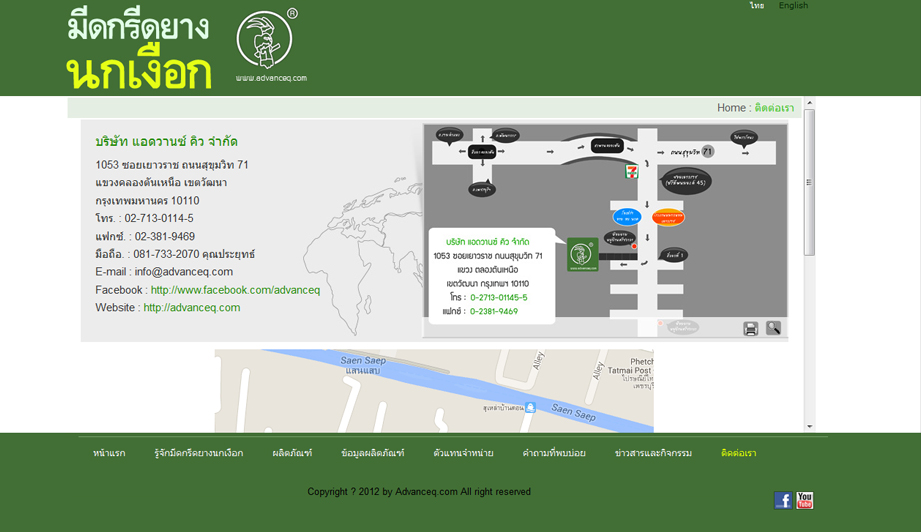 ไทย English
มีดกรีดยาง
นกเงือก
®
www.advanceq.com
Home : ติดต่อเรา
บริษัท แอดวานซ์ คิว จำกัด
1053 ซอยเยาวราช ถนนสุขุมวิท 71
แขวงคลองตันเหนือ เขตวัฒนา
กรุงเทพมหานคร 10110
โทร. : 02-713-0114-5
แฟกช์. : 02-381-9469
มือถือ. : 081-733-2070 คุณประยุทธ์
E-mail : info@advanceq.com
Facebook : http://www.facebook.com/advanceq
Website : http://advanceq.com
ถนนสุขุมวิท 71
7
บริษัท แอดวานซ์ คิว จำกัด
1053 ซอยเยาวราช ถนนสุขุมวิท 71
แขวง คลองตันเหนือ
เขตวัฒนา กรุงเทพฯ 10110
โทร : 0-2713-01145-5
แฟกซ์ : 0-2381-9469
Saen Saep
แสนแสบ
Alley
Alley
Phetch
Tatmai Post
Saen Saep
หน้าแรก รู้จักมีดกรีดยางนกเงือก ผลิตภัณฑ์ ข้อมูลผลิตภัณฑ์ ตัวแทนจำหน่าย คำถามที่พบบ่อย ข่าวสารและกิจกรรม ติดต่อเรา
Copyright ? 2012 by Advanceq.com All right reserved
f You Tube